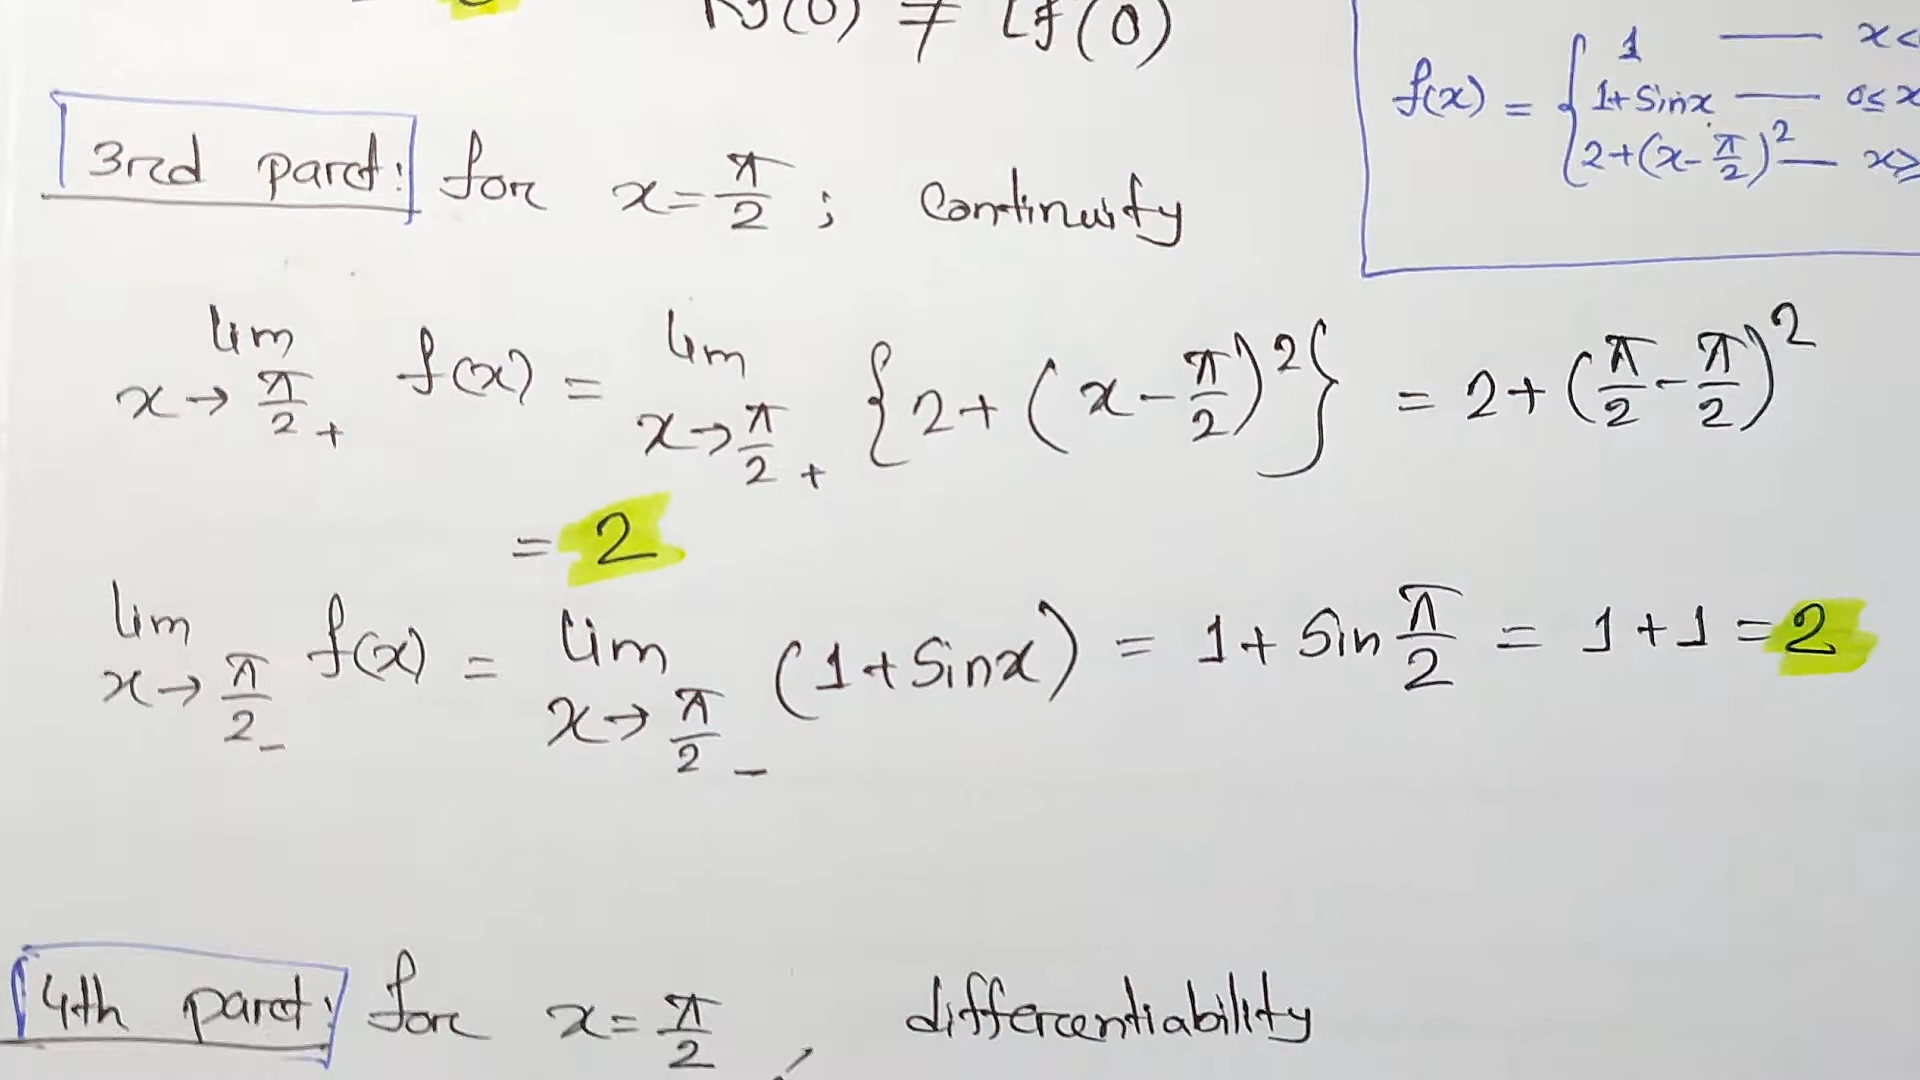 Rf(0) ≠ Lf(0)
f(x) = { 1 — x<
1+ Sinx — 0≤ x
2+(x-π/2)² — x≥
3rd part: for x=π/2 ; Continuity
lim x→π/2+ f(x) = lim x→π/2+ {2+(x-π/2)²} = 2+(π/2-π/2)²
= 2
lim x→π/2- f(x) = lim x→π/2- (1+Sinx) = 1+ Sin π/2 = 1+1 = 2
4th part: for x=π/2, differentiability